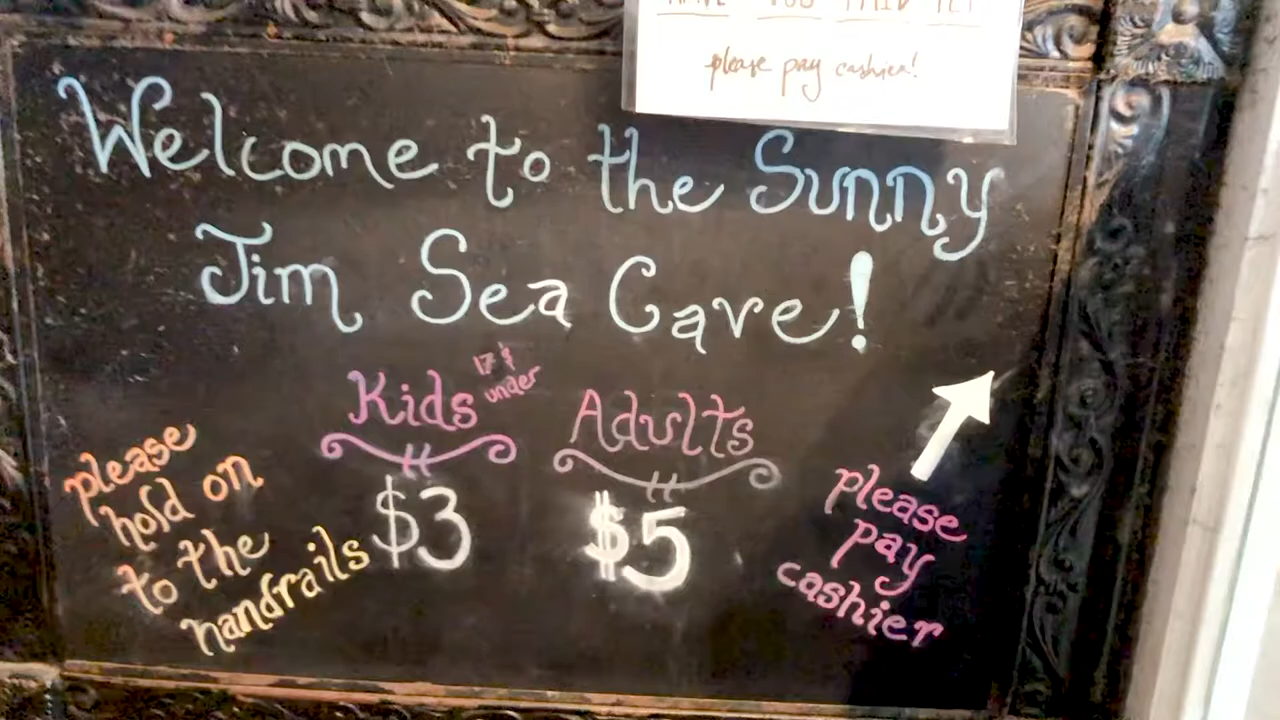 please pay cashier!
Welcome to the Sunny
Jim Sea Cave!
Kids 17 &
under
$3
Adults
$5
please
hold on
to the
handrails
please
pay
cashier